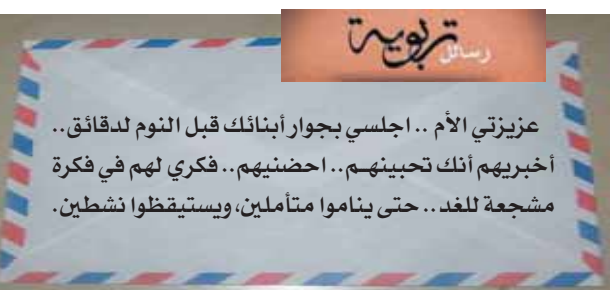 رسائل تربوية
عزيزتي الأم .. اجلسي بجوار أبنائك قبل النوم لدقائق..
أخبريهم أنك تحبينهـم.. احضنيهم.. فكري لهم في فكرة
مشجعة للغد.. حتى يناموا متأملين، ويستيقظوا نشطين.